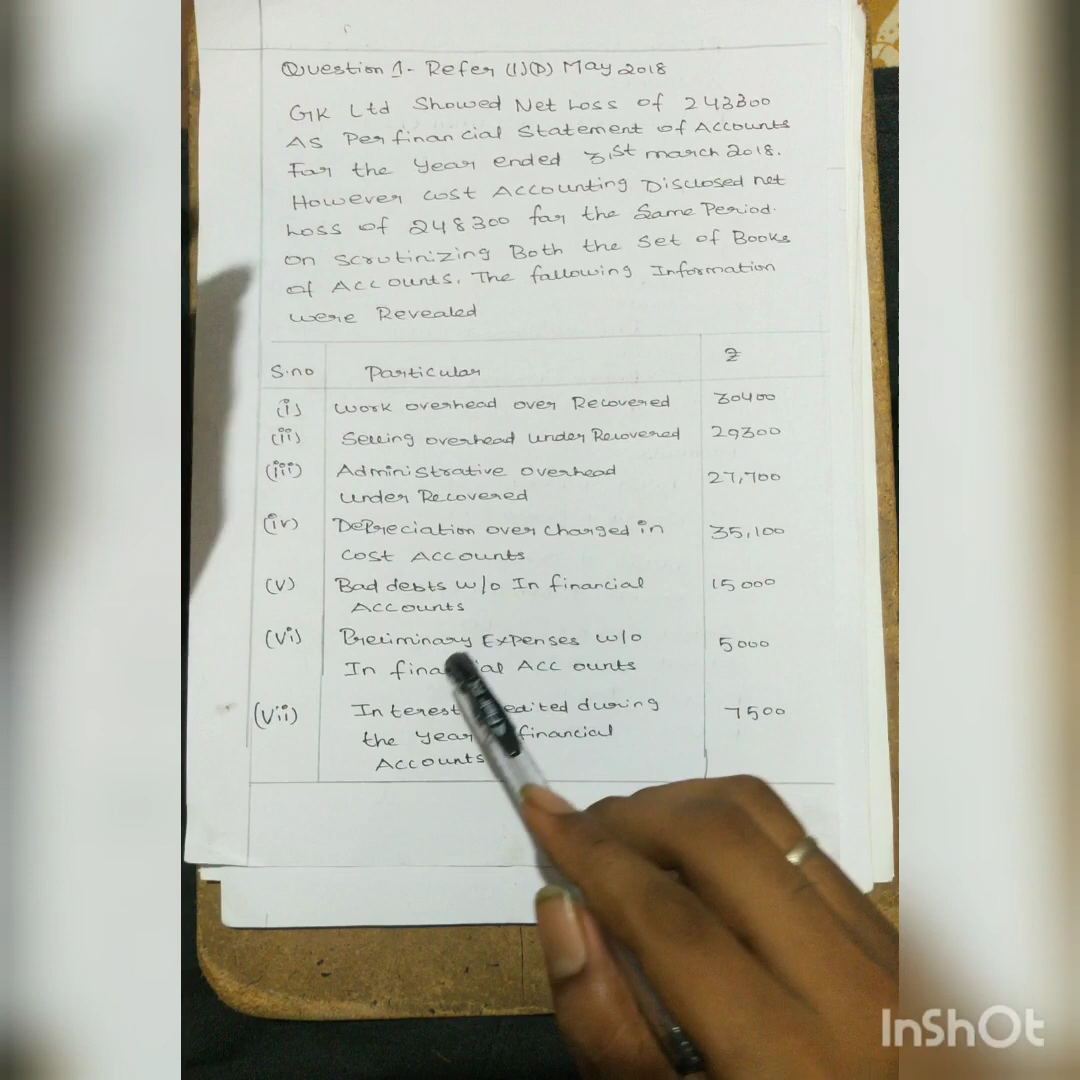 Question 1- Refer (1)(D) May 2018
GK Ltd Showed Net Loss of 243300
As Per financial Statement of Accounts
For the Year ended 31st march 2018.
However cost Accounting Disclosed net
Loss of 248300 for the Same Period.
on Scrutinizing Both the set of Books
of Accounts. The fallowing Information
were Revealed
S.no Particular ₹
(i) Work overhead over Recovered 30400
(ii) Selling overhead under Recovered 29300
(iii) Administrative overhead 27,700
under Recovered
(iv) Depreciation over charged in 35,100
cost Accounts
(v) Bad debts w/o In financial 15000
Accounts
(vi) Preliminary Expenses w/o 5000
In Acc ounts
(vii) during 7500
the Year financial
Accounts
InShOt